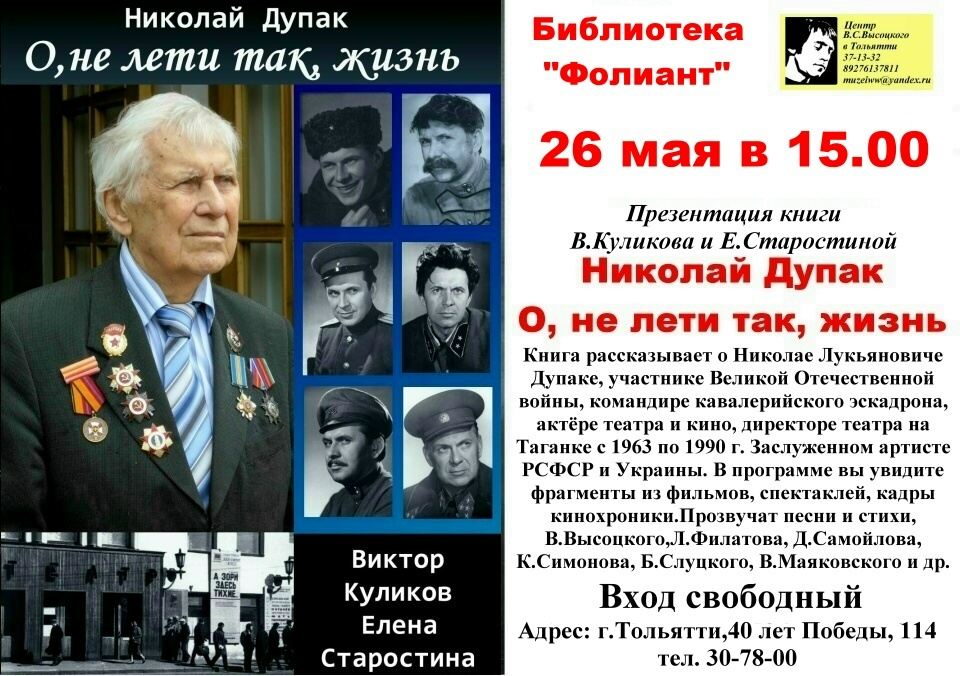 Николай Дупак
О,не лети так, жизнь
А ЗОРИ
ЗДЕСЬ
ТИХИЕ...
Виктор
Куликов
Елена
Старостина
Библиотека
"Фолиант"
Центр
В.С.Высоцкого
в Тольятти
37-13-32
89276137811
muzeiww@yandex.ru
26 мая в 15.00
Презентация книги
В.Куликова и Е.Старостиной
Николай Дупак
О, не лети так, жизнь
Книга рассказывает о Николае Лукьяновиче
Дупаке, участнике Великой Отечественной
войны, командире кавалерийского эскадрона,
актёре театра и кино, директоре театра на
Таганке с 1963 по 1990 г. Заслуженном артисте
РСФСР и Украины. В программе вы увидите
фрагменты из фильмов, спектаклей, кадры
кинохроники.Прозвучат песни и стихи,
В.Высоцкого,Л.Филатова, Д.Самойлова,
К.Симонова, Б.Слуцкого, В.Маяковского и др.
Вход свободный
Адрес: г.Тольятти,40 лет Победы, 114
тел. 30-78-00